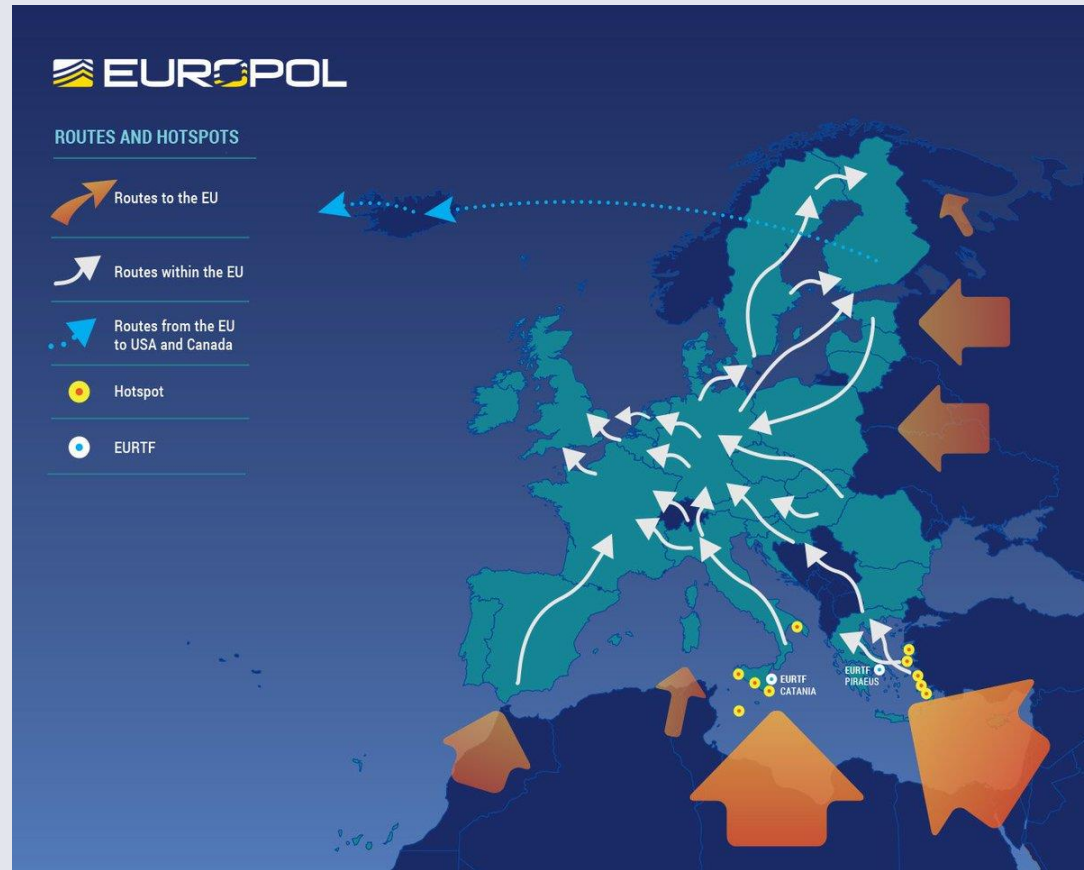 EUROPOL
ROUTES AND HOTSPOTS
Routes to the EU
Routes within the EU
Routes from the EU
to USA and Canada
Hotspot
EURTF
EURTF
CATANIA
EURTF
PIRAEUS